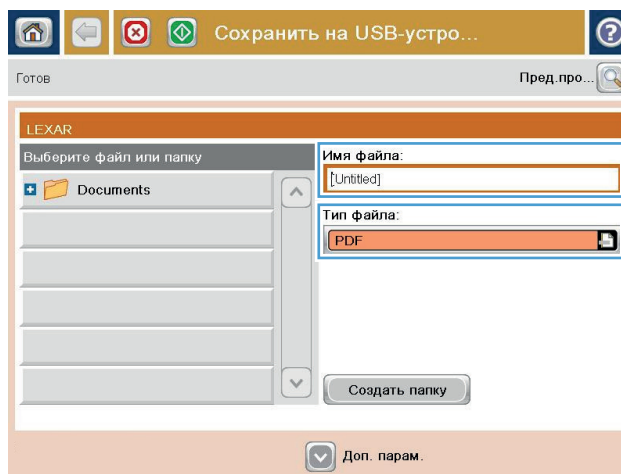 Сохранить на USB-устро...
Готов
Пред.про...
LEXAR
Выберите файл или папку
Documents
Имя файла:
[Untitled]
Тип файла:
PDF
Создать папку
Доп. парам.